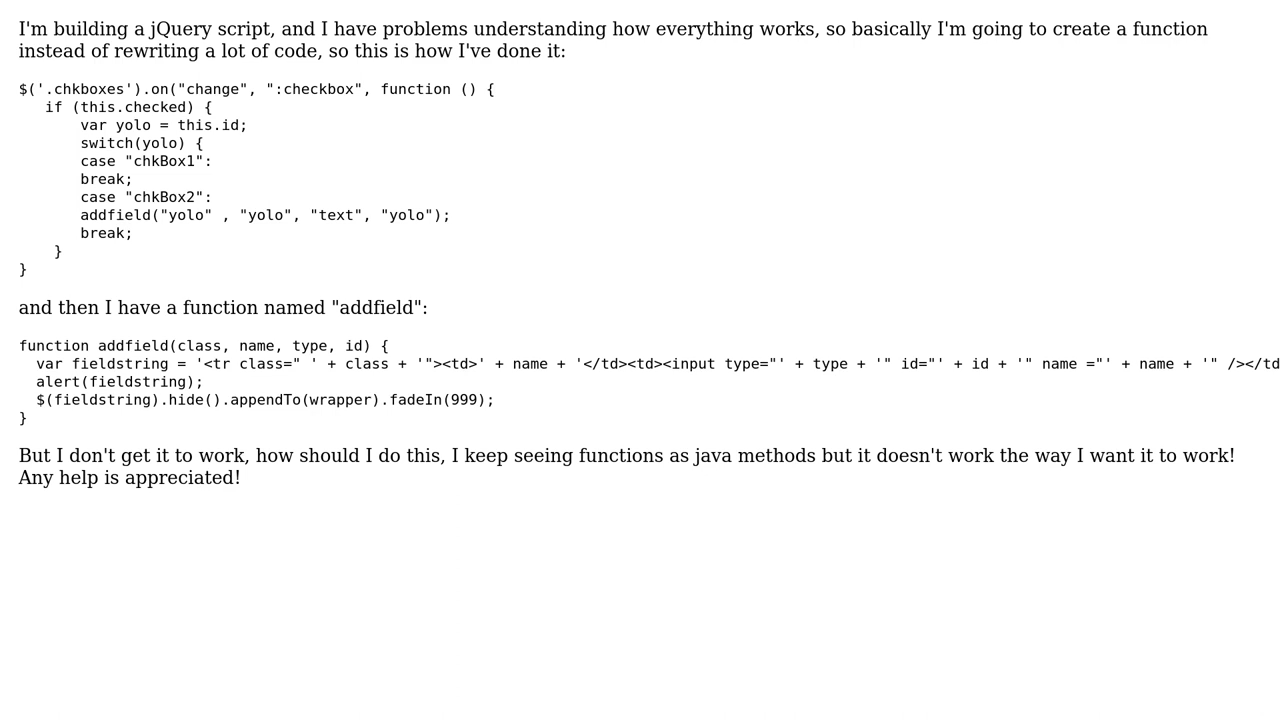 I'm building a jQuery script, and I have problems understanding how everything works, so basically I'm going to create a function
instead of rewriting a lot of code, so this is how I've done it:
$('.chkboxes').on("change", ":checkbox", function () {
   if (this.checked) {
       var yolo = this.id;
       switch(yolo) {
       case "chkBox1":
       break;
       case "chkBox2":
       addfield("yolo" , "yolo", "text", "yolo");
       break;
    }
}
and then I have a function named "addfield":
function addfield(class, name, type, id) {
  var fieldstring = '<tr class=" ' + class + '"><td>' + name + '</td><td><input type="' + type + '" id="' + id + '" name ="' + name + '" /></td
  alert(fieldstring);
  $(fieldstring).hide().appendTo(wrapper).fadeIn(999);
}
But I don't get it to work, how should I do this, I keep seeing functions as java methods but it doesn't work the way I want it to work!
Any help is appreciated!